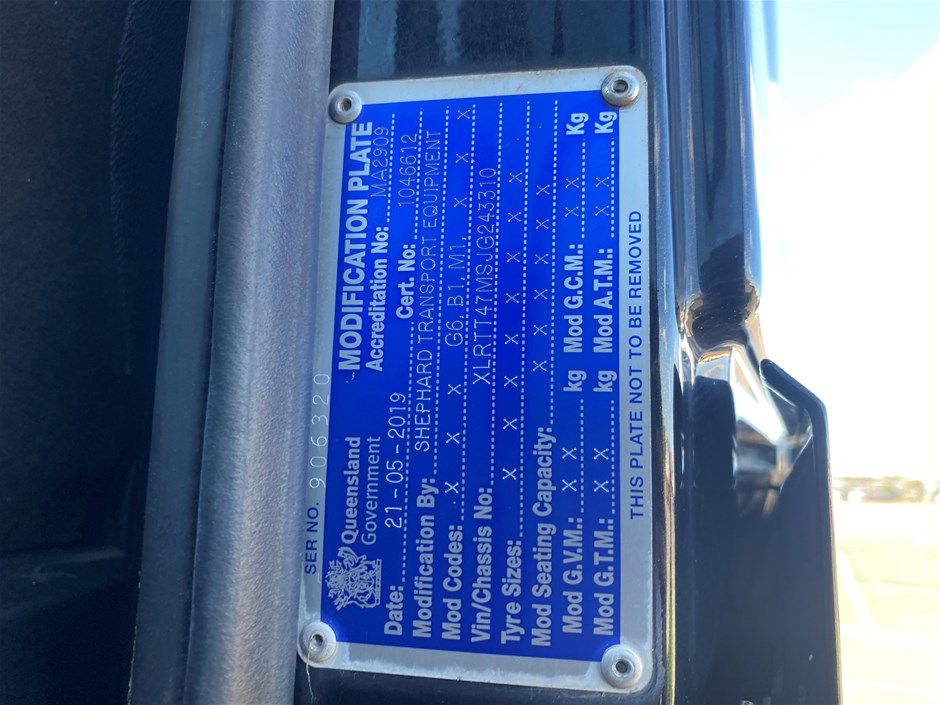 SER NO. 906320
Queensland
Government
MODIFICATION PLATE
Accreditation No: MA2909
Date: 21-05-2019 Cert. No: 1046612
Modification By: SHEPHARD TRANSPORT EQUIPMENT
Mod Codes: X X X G6, B1, M1, X X X
Vin/Chassis No: XLRTT47MSJG243310
Tyre Sizes: X X X X X X X X X
Mod Seating Capacity: X X X X X X
Mod G.V.M.: X X kg Mod G.C.M.: X X Kg
Mod G.T.M.: X X kg Mod A.T.M.: X X Kg
THIS PLATE NOT TO BE REMOVED